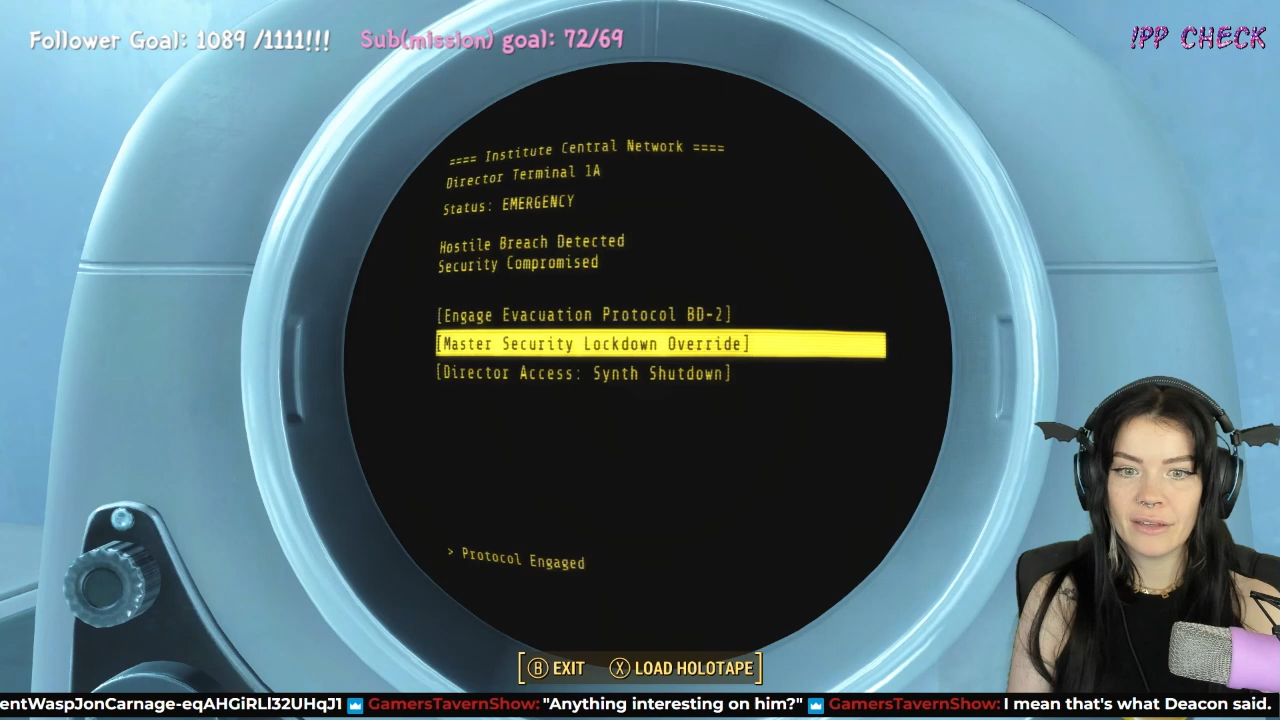 Follower Goal: 1089 /1111!!!
Sub(mission) goal: 72/69
!PP CHECK
==== Institute Central Network ====
Director Terminal 1A
Status: EMERGENCY
Hostile Breach Detected
Security Compromised
[Engage Evacuation Protocol BD-2]
[Master Security Lockdown Override]
[Director Access: Synth Shutdown]
> Protocol Engaged
B EXIT X LOAD HOLOTAPE
entWaspJonCarnage-eqAHGiRLl32UHqJ1 GamersTavernShow: "Anything interesting on him?" GamersTavernShow: I mean that's what Deacon said.